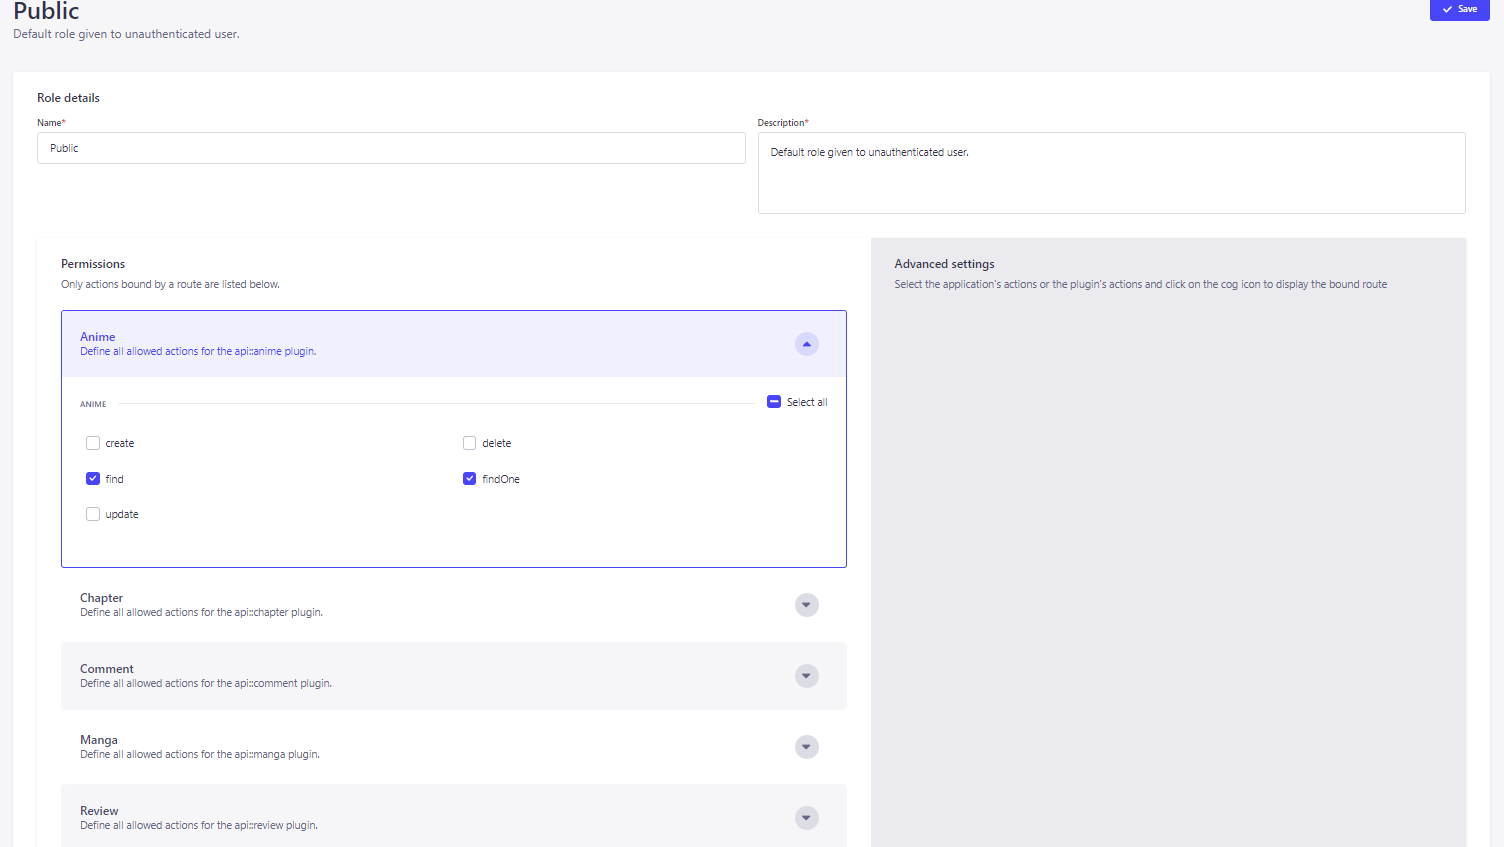 Public
Save
Default role given to unauthenticated user.
Role details
Name*
Public
Description*
Default role given to unauthenticated user.
Permissions
Only actions bound by a route are listed below.
Anime
Define all allowed actions for the api::anime plugin.
ANIME
Select all
create
delete
find
findOne
update
Chapter
Define all allowed actions for the api::chapter plugin.
Comment
Define all allowed actions for the api::comment plugin.
Manga
Define all allowed actions for the api::manga plugin.
Review
Define all allowed actions for the api::review plugin.
Advanced settings
Select the application's actions or the plugin's actions and click on the cog icon to display the bound route